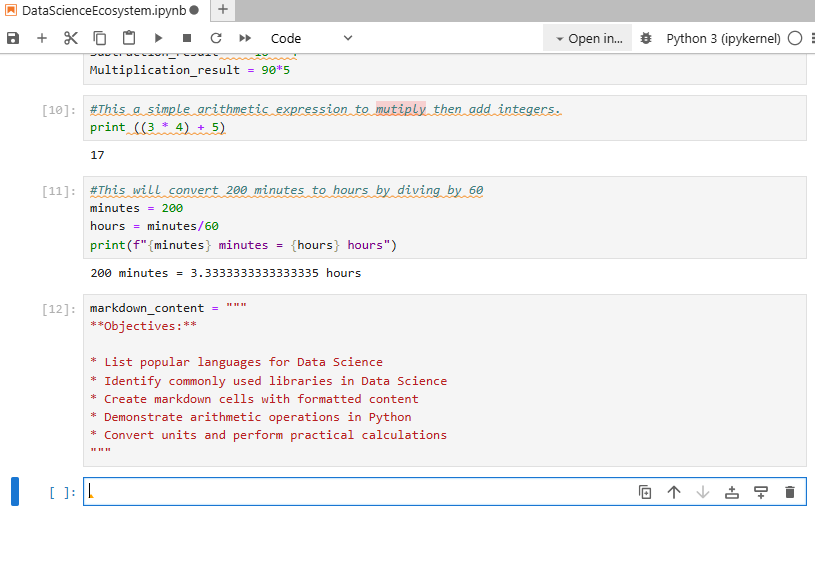 DataScienceEcosystem.ipynb
Code
Open in...
Python 3 (ipykernel)
Multiplication_result = 90*5
[10]:
#This a simple arithmetic expression to mutiply then add integers.
print ((3 * 4) + 5)
17
[11]:
#This will convert 200 minutes to hours by diving by 60
minutes = 200
hours = minutes/60
print(f"{minutes} minutes = {hours} hours")
200 minutes = 3.3333333333333335 hours
[12]:
markdown_content = """
**Objectives:**
* List popular languages for Data Science
* Identify commonly used libraries in Data Science
* Create markdown cells with formatted content
* Demonstrate arithmetic operations in Python
* Convert units and perform practical calculations
"""
[ ]: